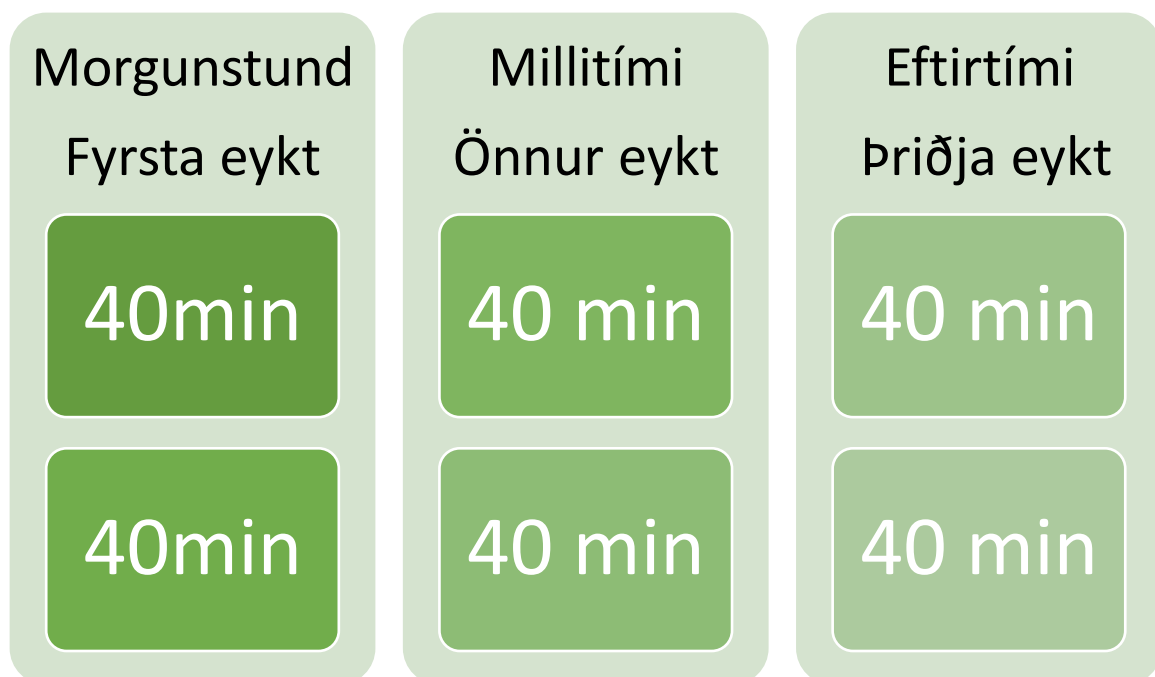 Morgunstund
Fyrsta eykt
40min
40min
Millitími
Önnur eykt
40 min
40 min
Eftirtími
Þriðja eykt
40 min
40 min